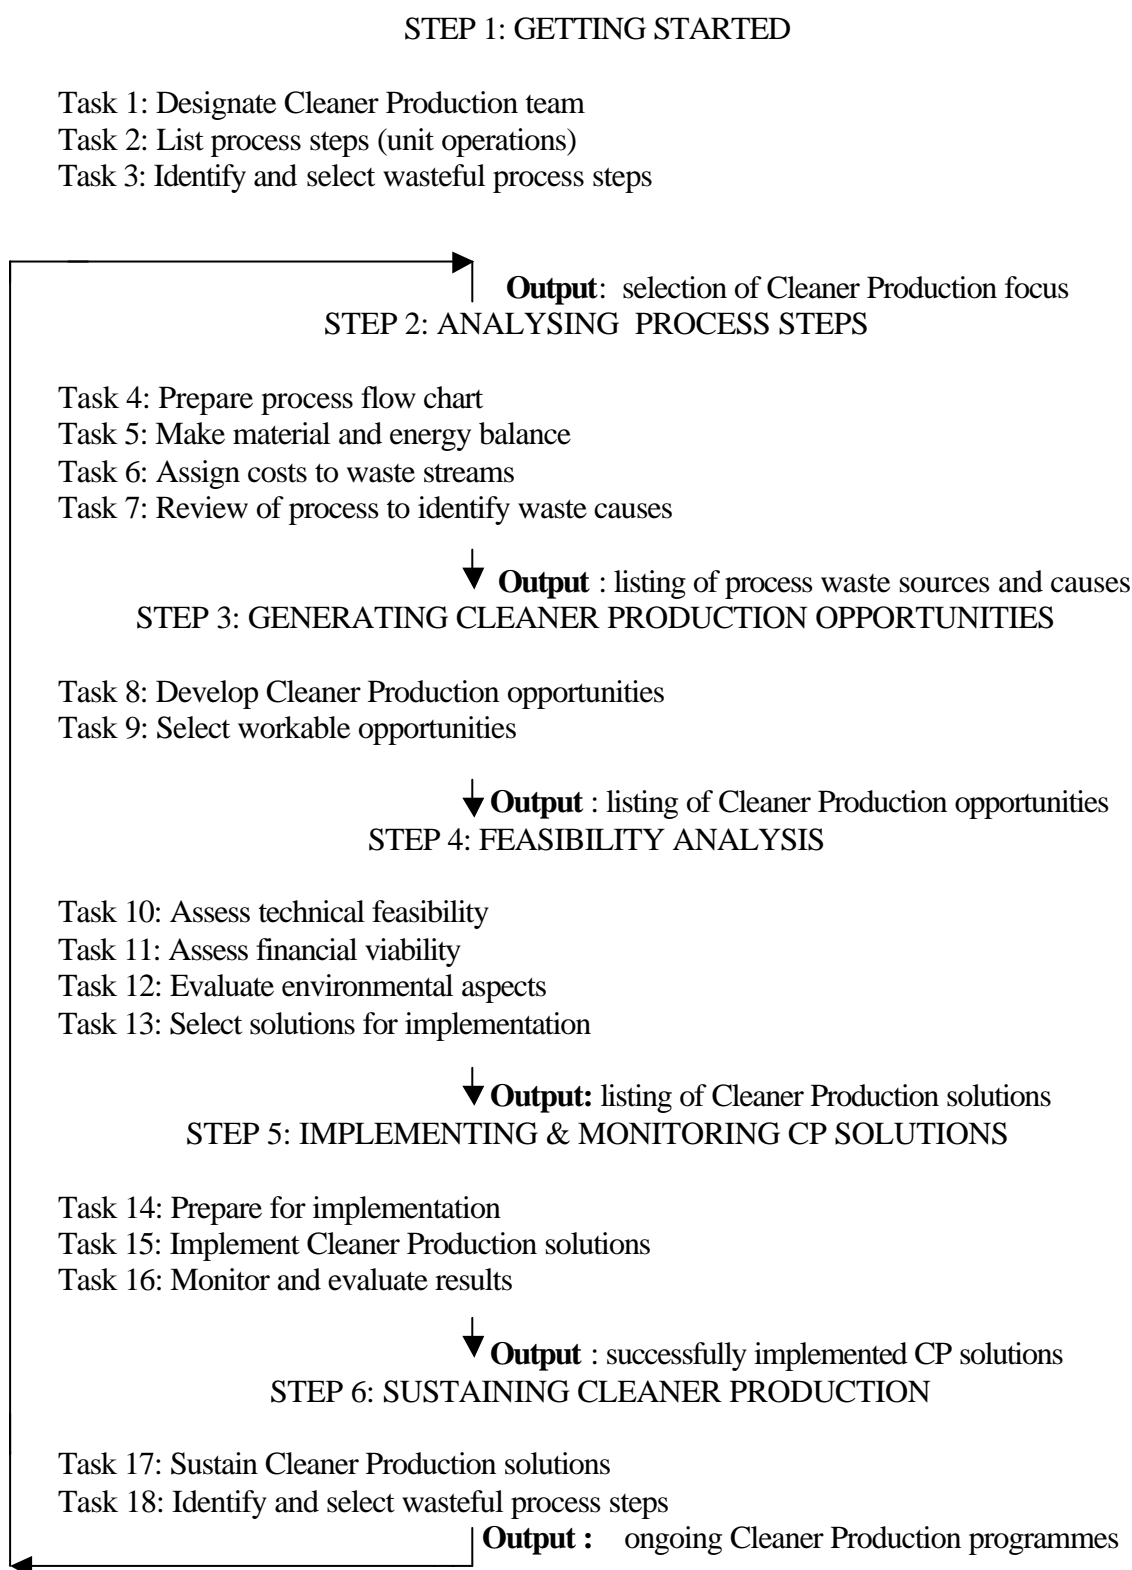 STEP 1: GETTING STARTED
Task 1: Designate Cleaner Production team
Task 2: List process steps (unit operations)
Task 3: Identify and select wasteful process steps
Output: selection of Cleaner Production focus
STEP 2: ANALYSING PROCESS STEPS
Task 4: Prepare process flow chart
Task 5: Make material and energy balance
Task 6: Assign costs to waste streams
Task 7: Review of process to identify waste causes
Output : listing of process waste sources and causes
STEP 3: GENERATING CLEANER PRODUCTION OPPORTUNITIES
Task 8: Develop Cleaner Production opportunities
Task 9: Select workable opportunities
Output : listing of Cleaner Production opportunities
STEP 4: FEASIBILITY ANALYSIS
Task 10: Assess technical feasibility
Task 11: Assess financial viability
Task 12: Evaluate environmental aspects
Task 13: Select solutions for implementation
Output: listing of Cleaner Production solutions
STEP 5: IMPLEMENTING & MONITORING CP SOLUTIONS
Task 14: Prepare for implementation
Task 15: Implement Cleaner Production solutions
Task 16: Monitor and evaluate results
Output : successfully implemented CP solutions
STEP 6: SUSTAINING CLEANER PRODUCTION
Task 17: Sustain Cleaner Production solutions
Task 18: Identify and select wasteful process steps
Output : ongoing Cleaner Production programmes